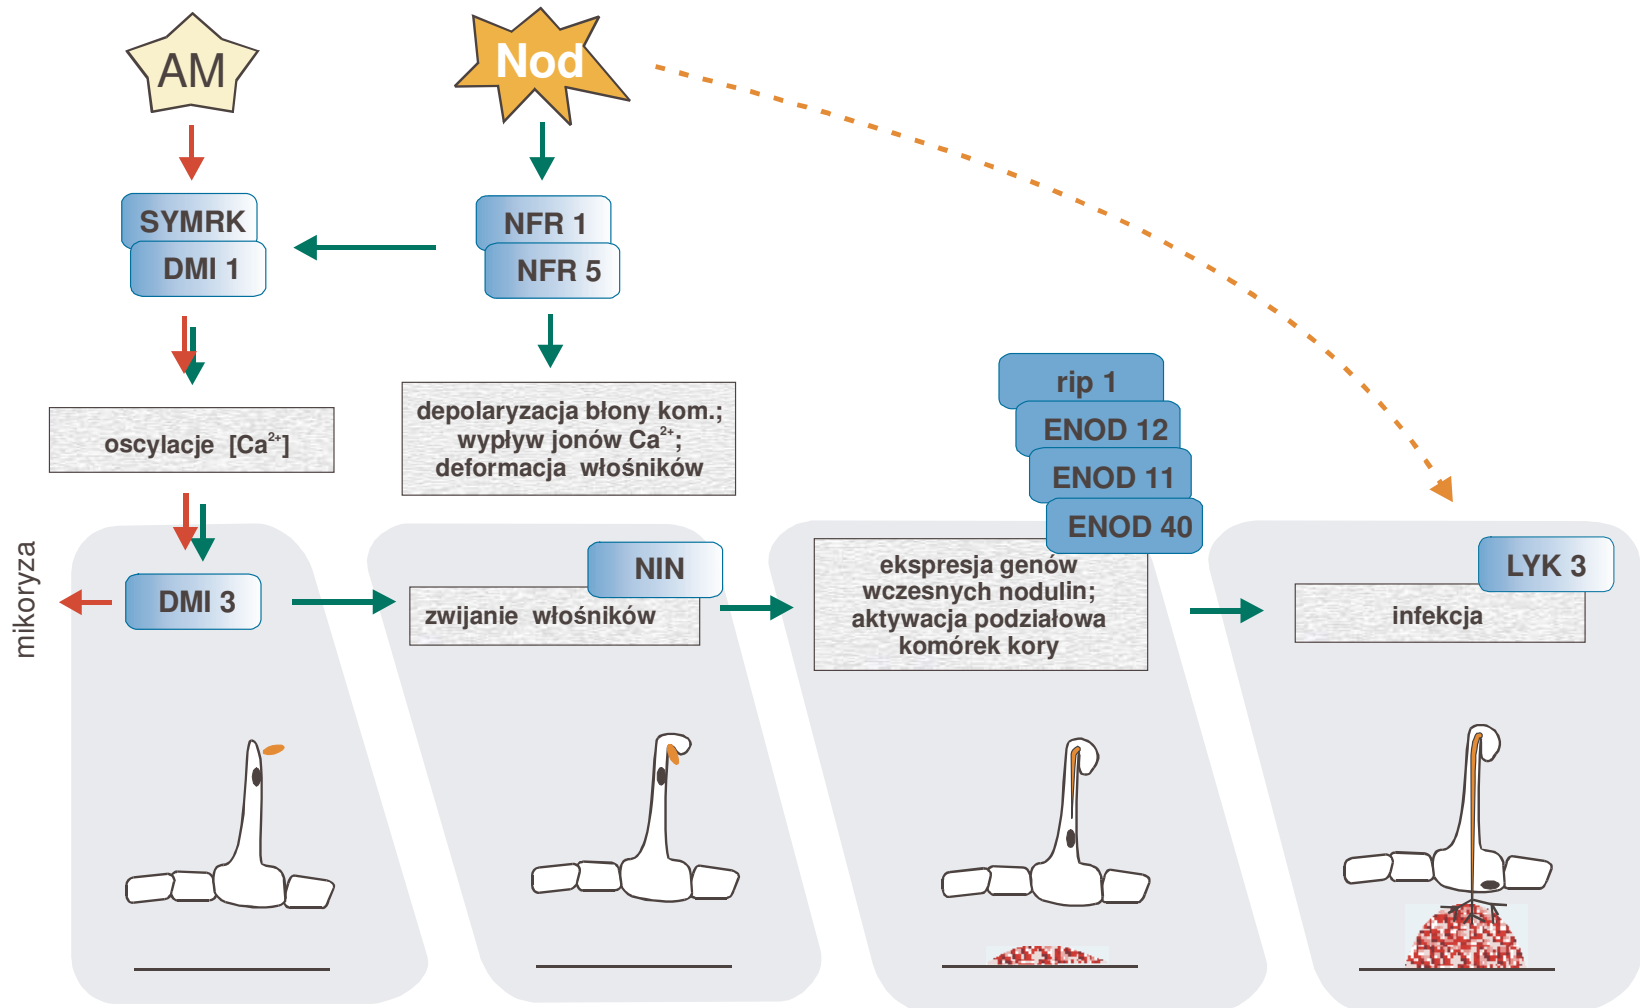 AM
Nod
SYMRK
DMI 1
NFR 1
NFR 5
oscylacje [Ca²⁺]
depolaryzacja błony kom.;
wypływ jonów Ca²⁺;
deformacja włośników
rip 1
ENOD 12
ENOD 11
ENOD 40
mikoryza
DMI 3
NIN
zwijanie włośników
ekspresja genów
wczesnych nodulin;
aktywacja podziałowa
komórek kory
LYK 3
infekcja